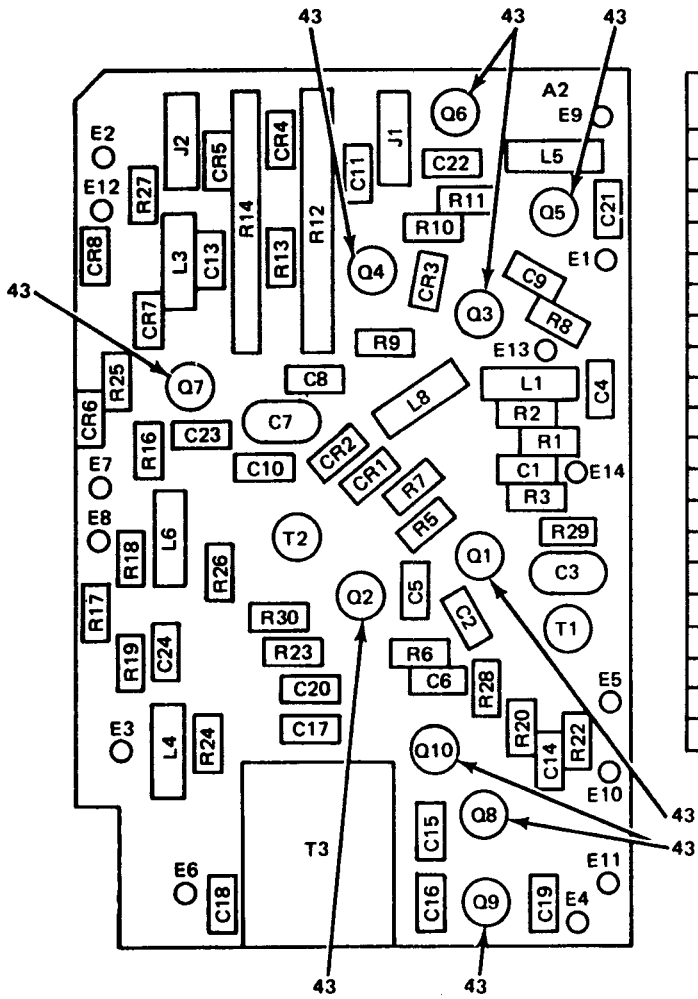 43
43
43
A2
Q6
E9
J2
CR5
R14
CR4
R12
C11
J1
C22
L5
E2
E12
R27
43
R11
R10
Q5
C21
CR8
L3
C13
R13
Q4
CR3
E1
C9
R8
43
CR7
R9
Q3
E13
CR6
R25
Q7
C8
L8
L1
C4
R2
C7
R16
C23
CR2
R1
C10
CR1
C1
E14
E7
R7
R3
E8
L6
R5
R29
R18
R26
T2
Q1
C3
R17
Q2
C5
C2
T1
R30
R19
C24
R23
R6
C6
R28
C20
E5
E3
L4
R24
C17
Q10
R20
C14
R22
E10
43
T3
C15
Q8
43
E6
C18
C16
Q9
C19
E11
E4
43
43